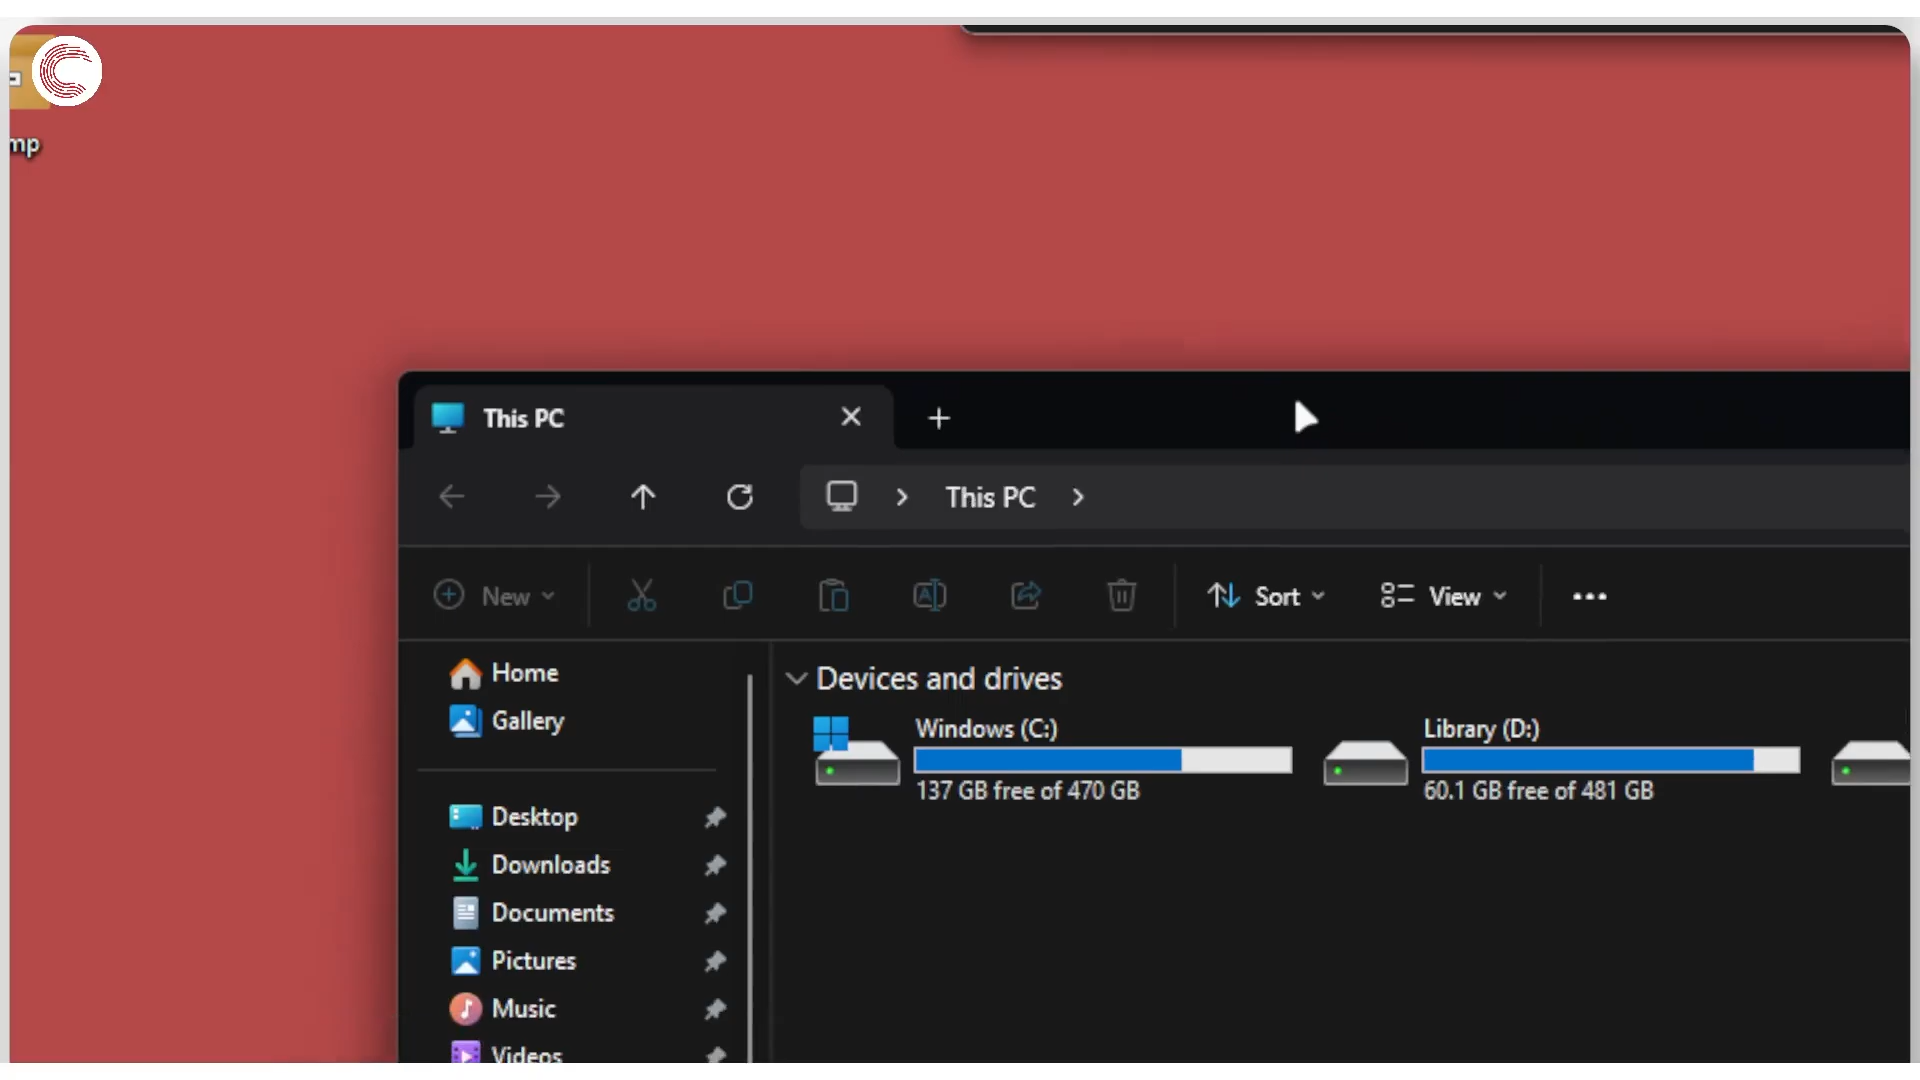 mp
This PC
This PC
New
Sort
View
Home
Gallery
Desktop
Downloads
Documents
Pictures
Music
Videos
Devices and drives
Windows (C:)
137 GB free of 470 GB
Library (D:)
60.1 GB free of 481 GB